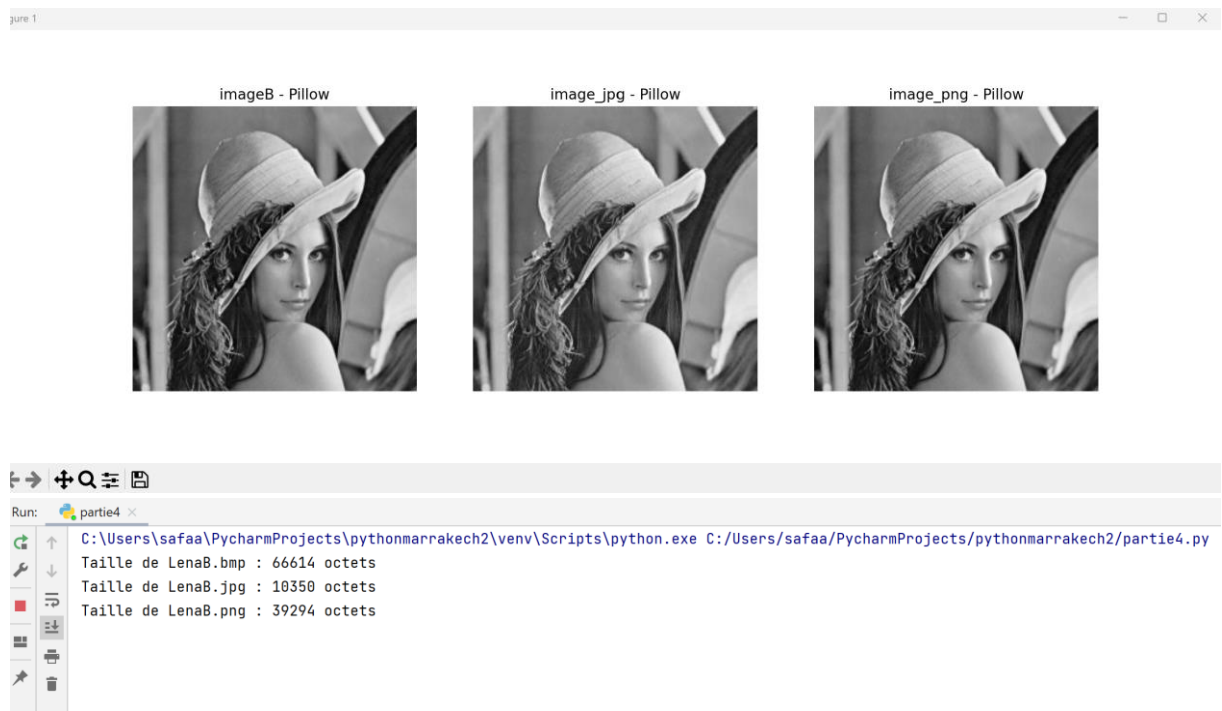 gure 1
imageB - Pillow
image_jpg - Pillow
image_png - Pillow
Run: partie4
C:\Users\safaa\PycharmProjects\pythonmarrakech2\venv\Scripts\python.exe C:/Users/safaa/PycharmProjects/pythonmarrakech2/partie4.py
Taille de LenaB.bmp : 66614 octets
Taille de LenaB.jpg : 10350 octets
Taille de LenaB.png : 39294 octets